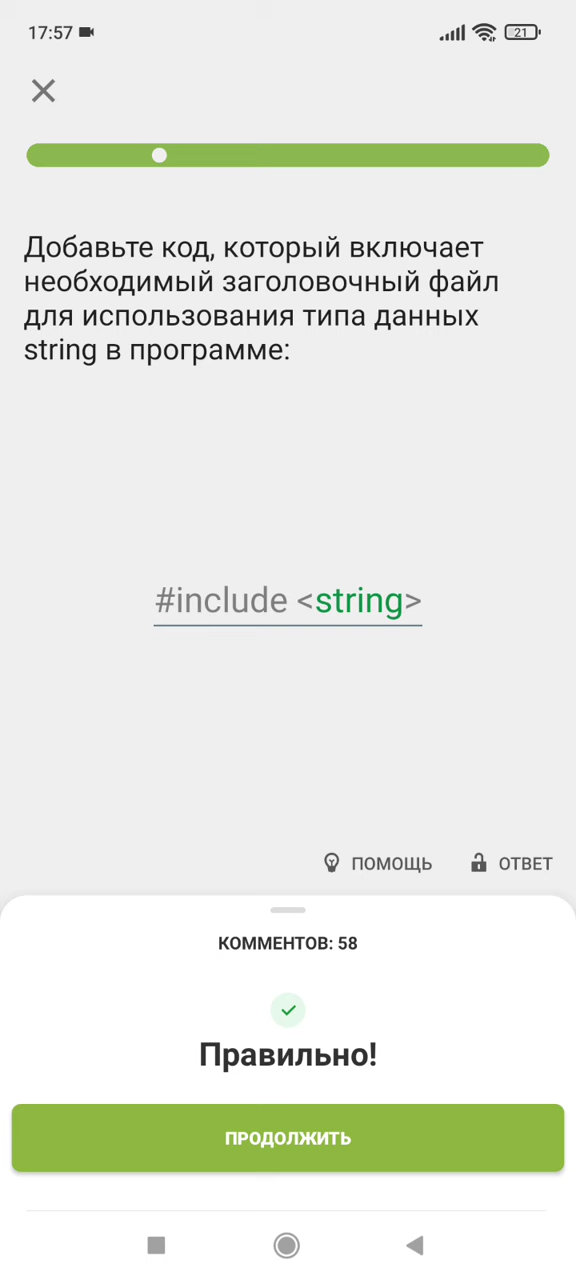 17:57
21
Добавьте код, который включает
необходимый заголовочный файл
для использования типа данных
string в программе:
#include <string>
ПОМОЩЬ
ОТВЕТ
КОММЕНТОВ: 58
Правильно!
ПРОДОЛЖИТЬ